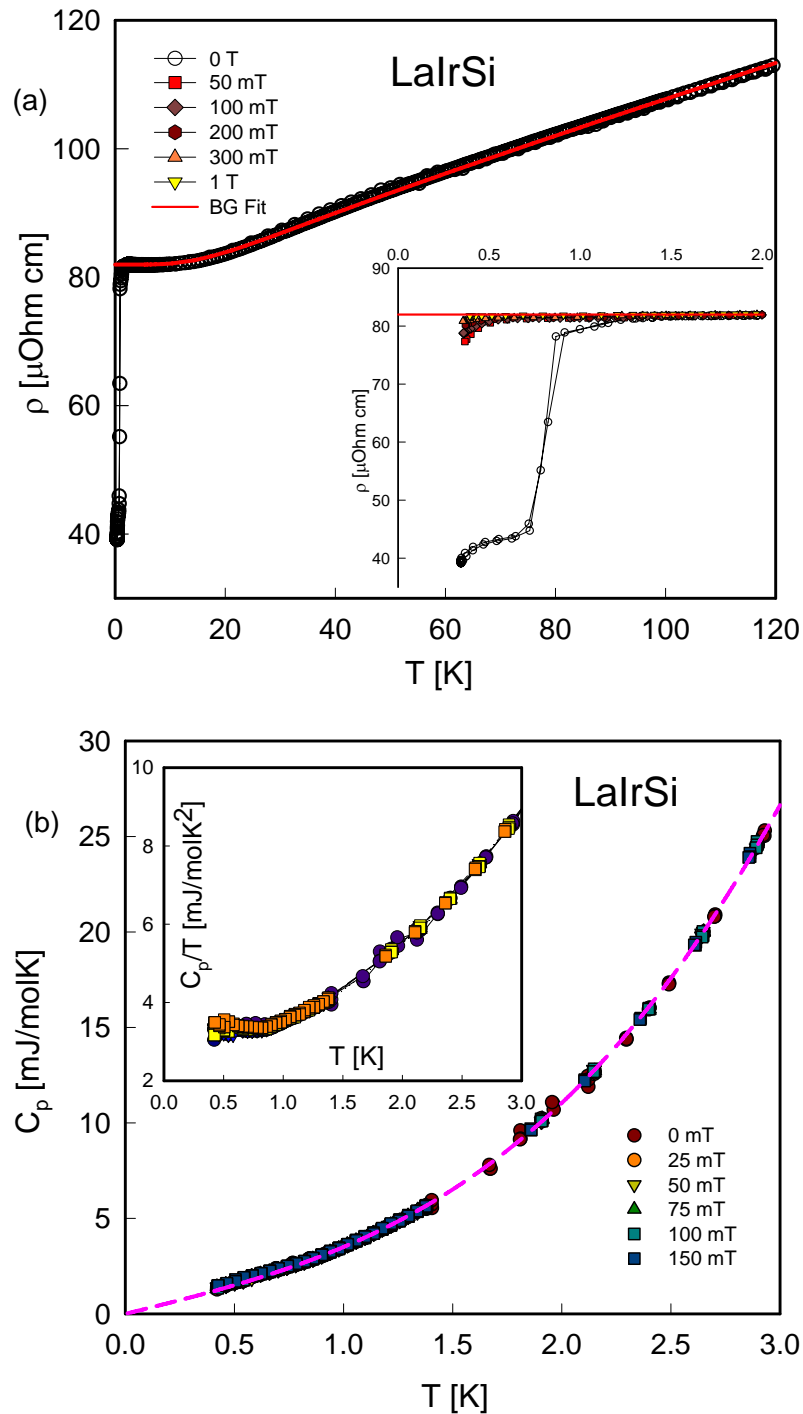 120
100
80
60
40
ρ [μOhm cm]
(a)
LaIrSi
0 T
50 mT
100 mT
200 mT
300 mT
1 T
BG Fit
0.0 0.5 1.0 1.5 2.0
90
80
70
60
50
40
ρ [μOhm cm]
0 20 40 60 80 100 120
T [K]
30
25
20
15
10
5
0
C_p [mJ/molK]
(b)
LaIrSi
10
8
6
4
2
C_p/T [mJ/molK²]
T [K]
0.0 0.5 1.0 1.5 2.0 2.5 3.0
0 mT
25 mT
50 mT
75 mT
100 mT
150 mT
0.0 0.5 1.0 1.5 2.0 2.5 3.0
T [K]